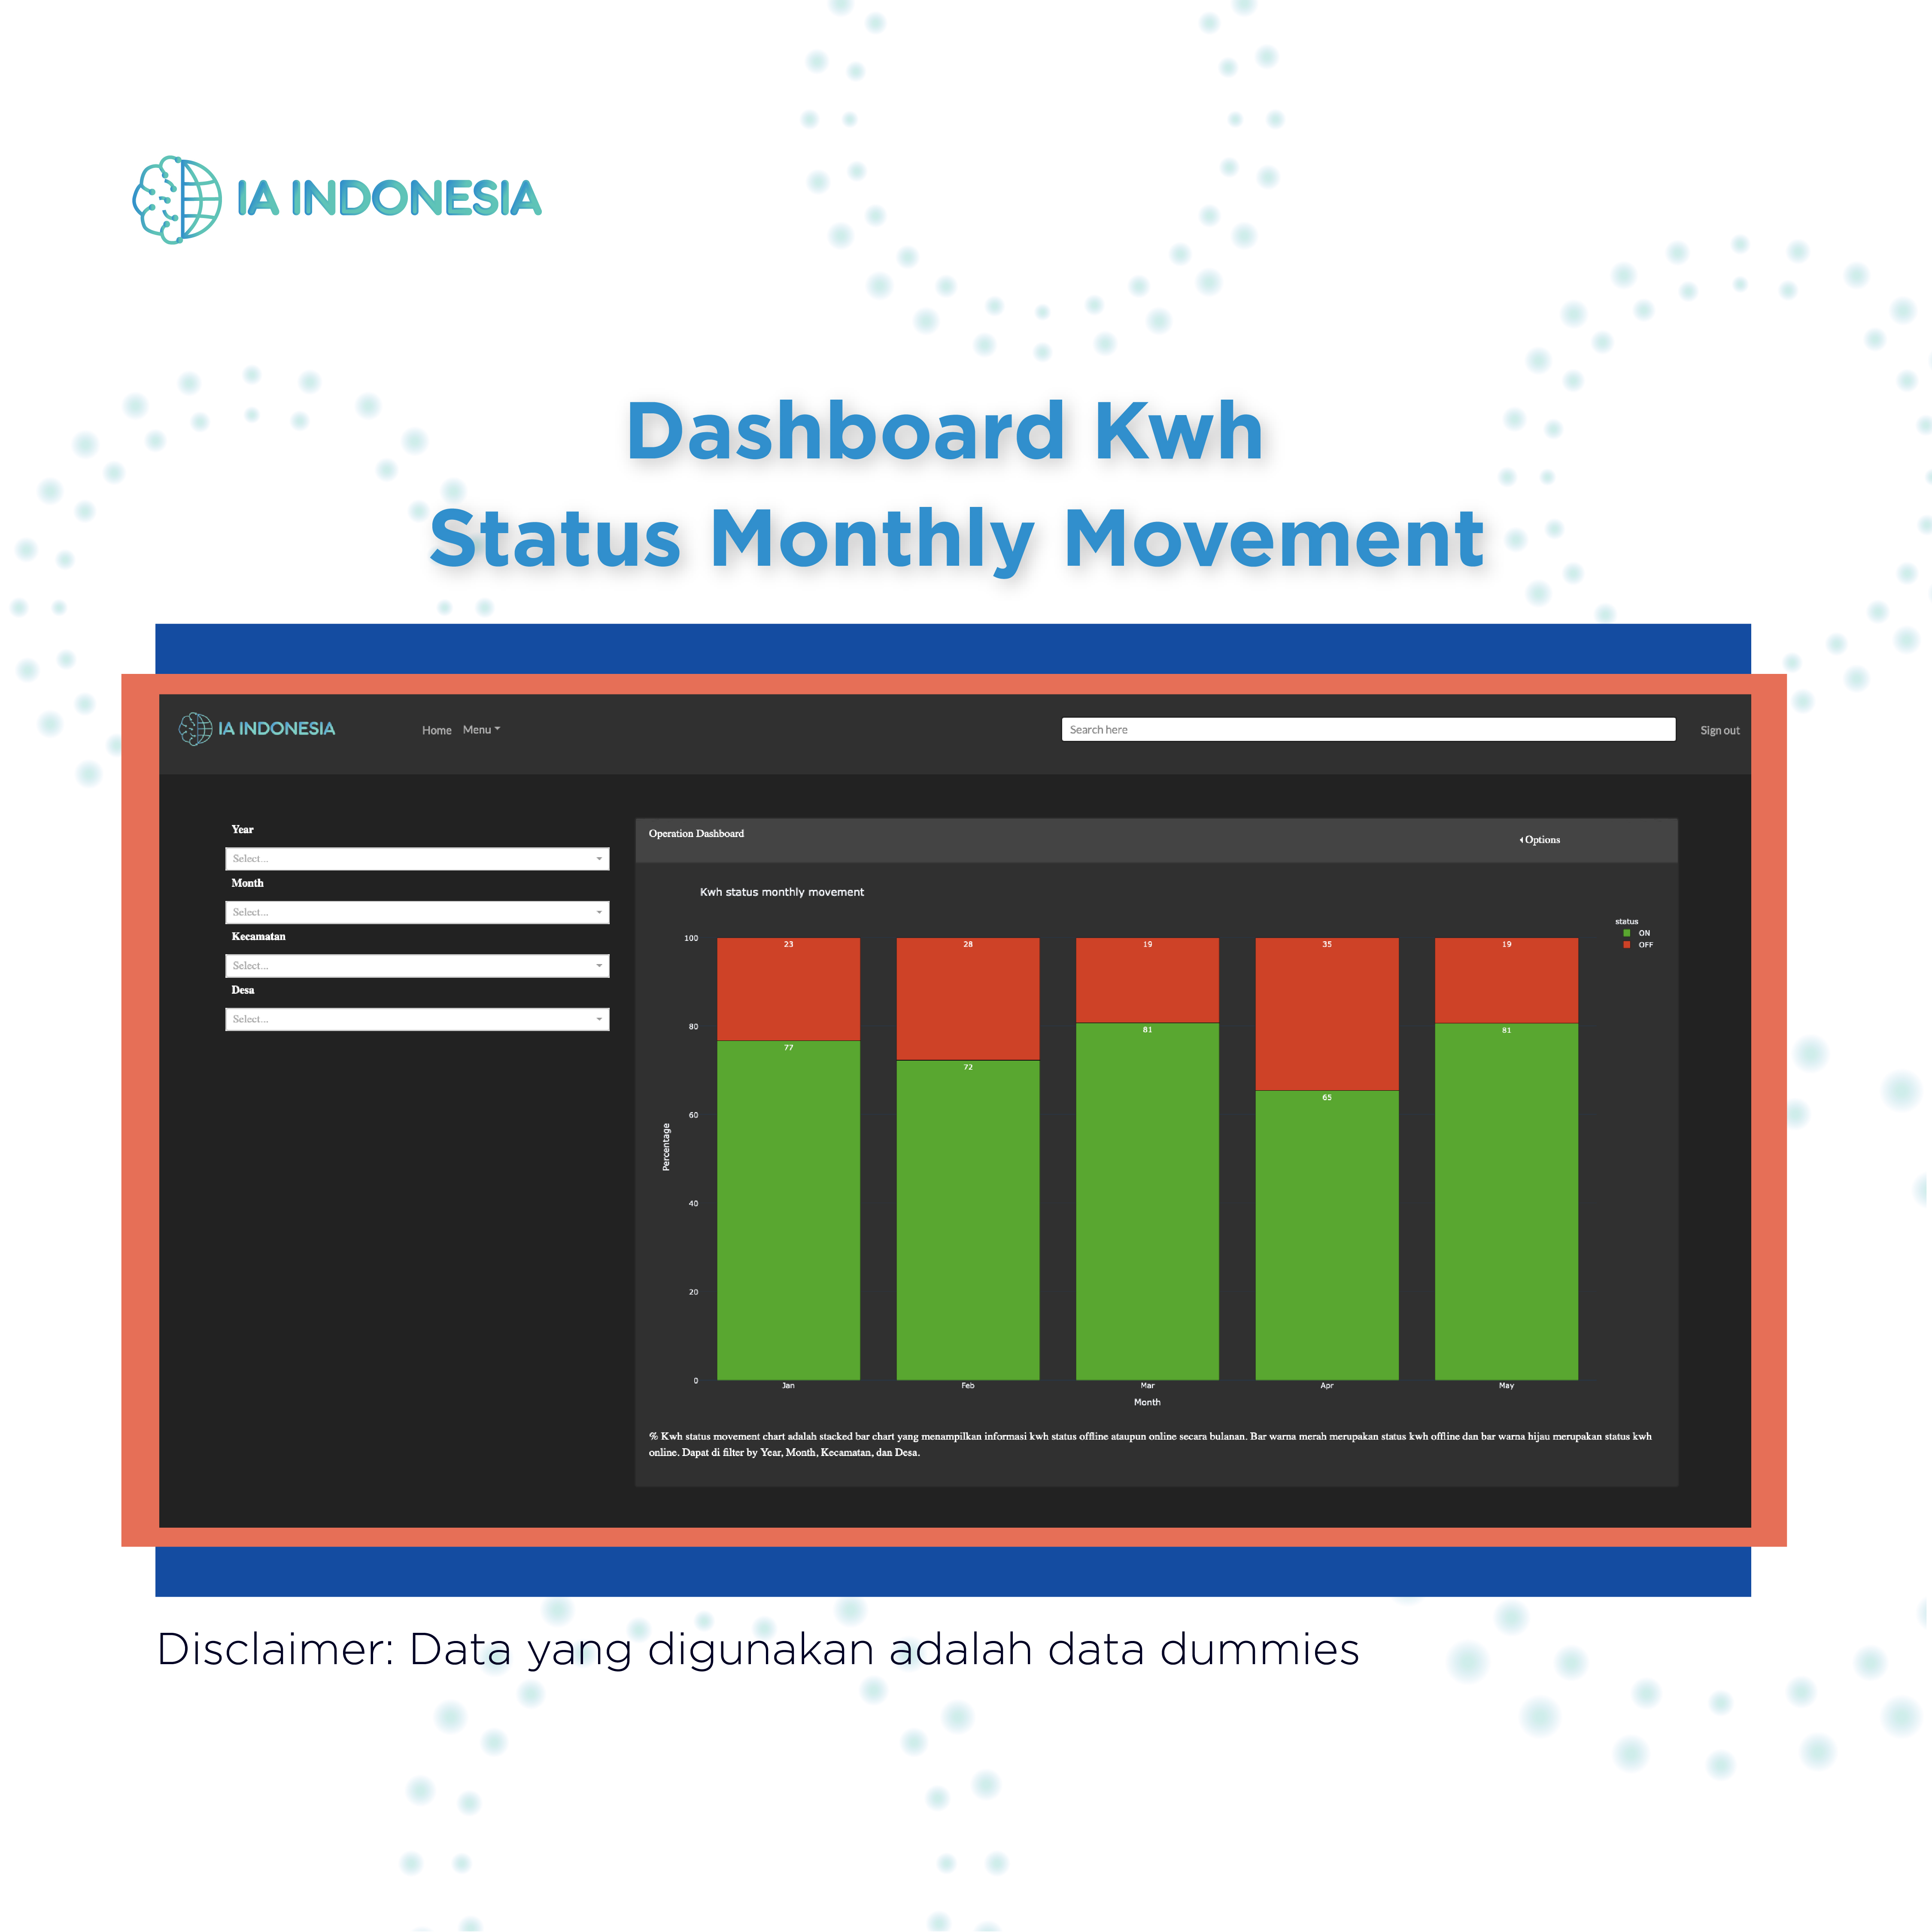 IA INDONESIA
Dashboard Kwh
Status Monthly Movement
IA INDONESIA
Home
Menu
Search here
Sign out
Year
Select...
Month
Select...
Kecamatan
Select...
Desa
Select...
Operation Dashboard
Options
Kwh status monthly movement
status
ON
OFF
100
80
60
40
20
0
Percentage
23
28
19
35
19
77
72
81
65
81
Jan
Feb
Mar
Apr
May
Month
% Kwh status movement chart adalah stacked bar chart yang menampilkan informasi kwh status offline ataupun online secara bulanan. Bar warna merah merupakan status kwh offline dan bar warna hijau merupakan status kwh
online. Dapat di filter by Year, Month, Kecamatan, dan Desa.
Disclaimer: Data yang digunakan adalah data dummies